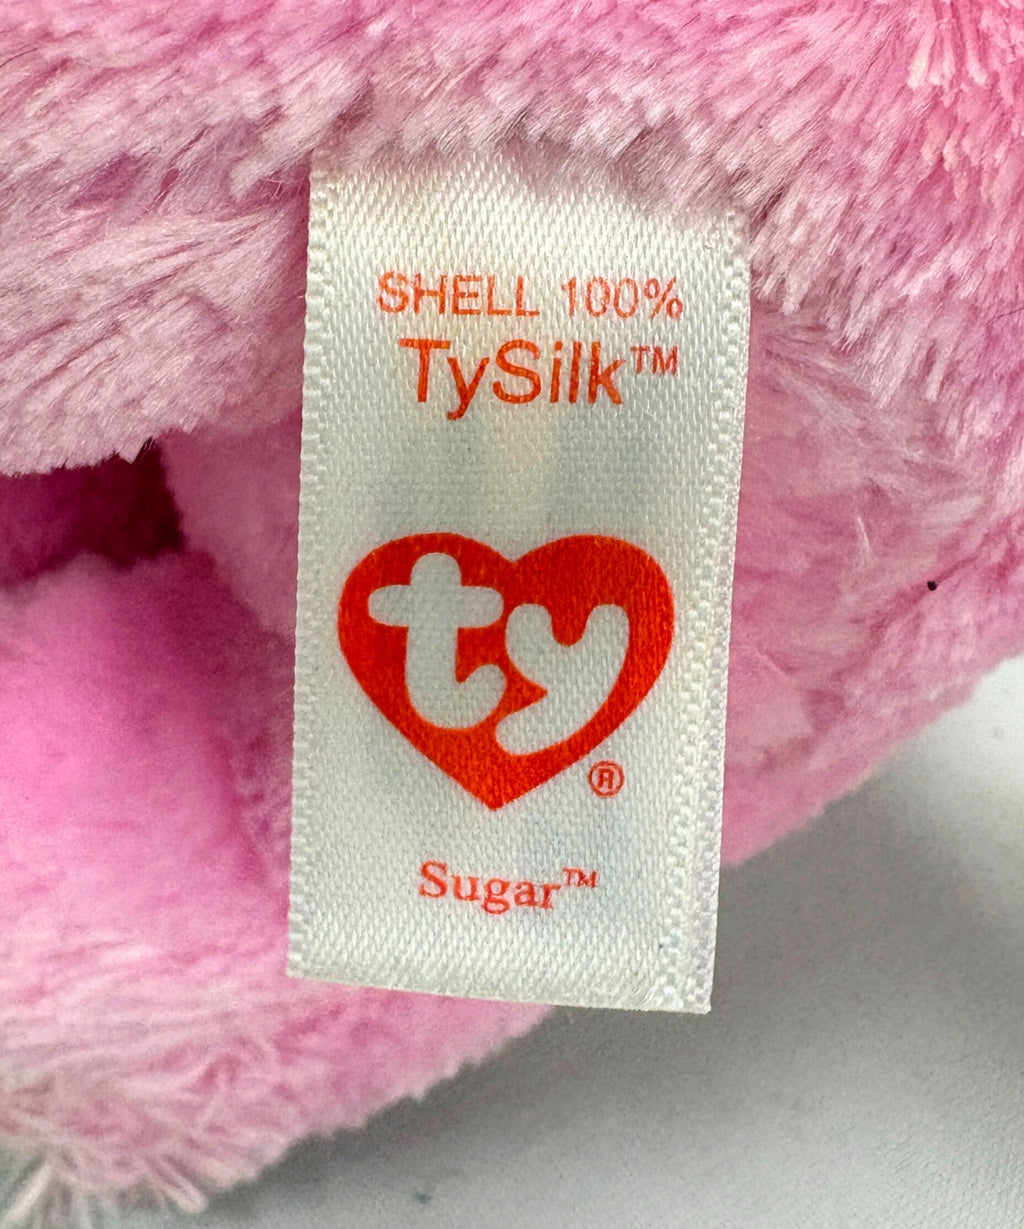 SHELL 100%
TySilk™
ty
®
Sugar™